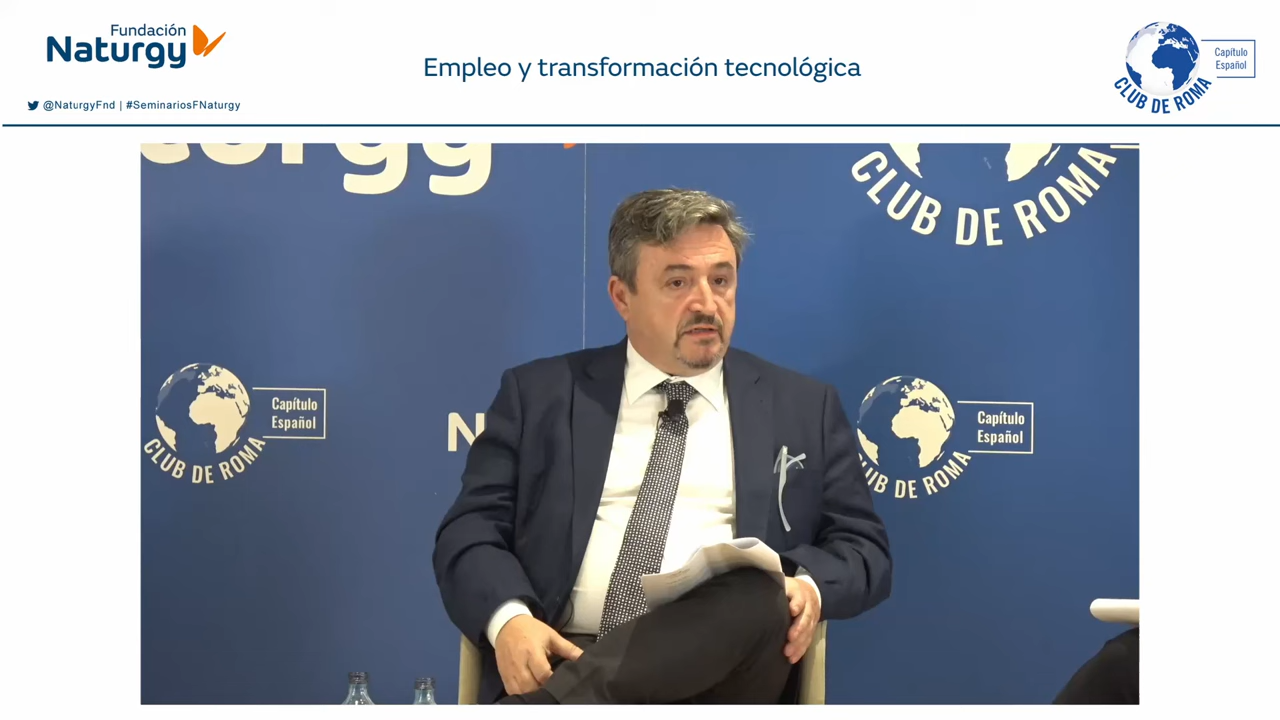 Fundación
Naturgy
@NaturgyFnd | #SeminariosFNaturgy
Empleo y transformación tecnológica
Capítulo
Español
CLUB DE ROMA
CLUB DE ROMA
Capítulo
Español
CLUB DE ROMA
Capítulo
Español
CLUB DE ROMA